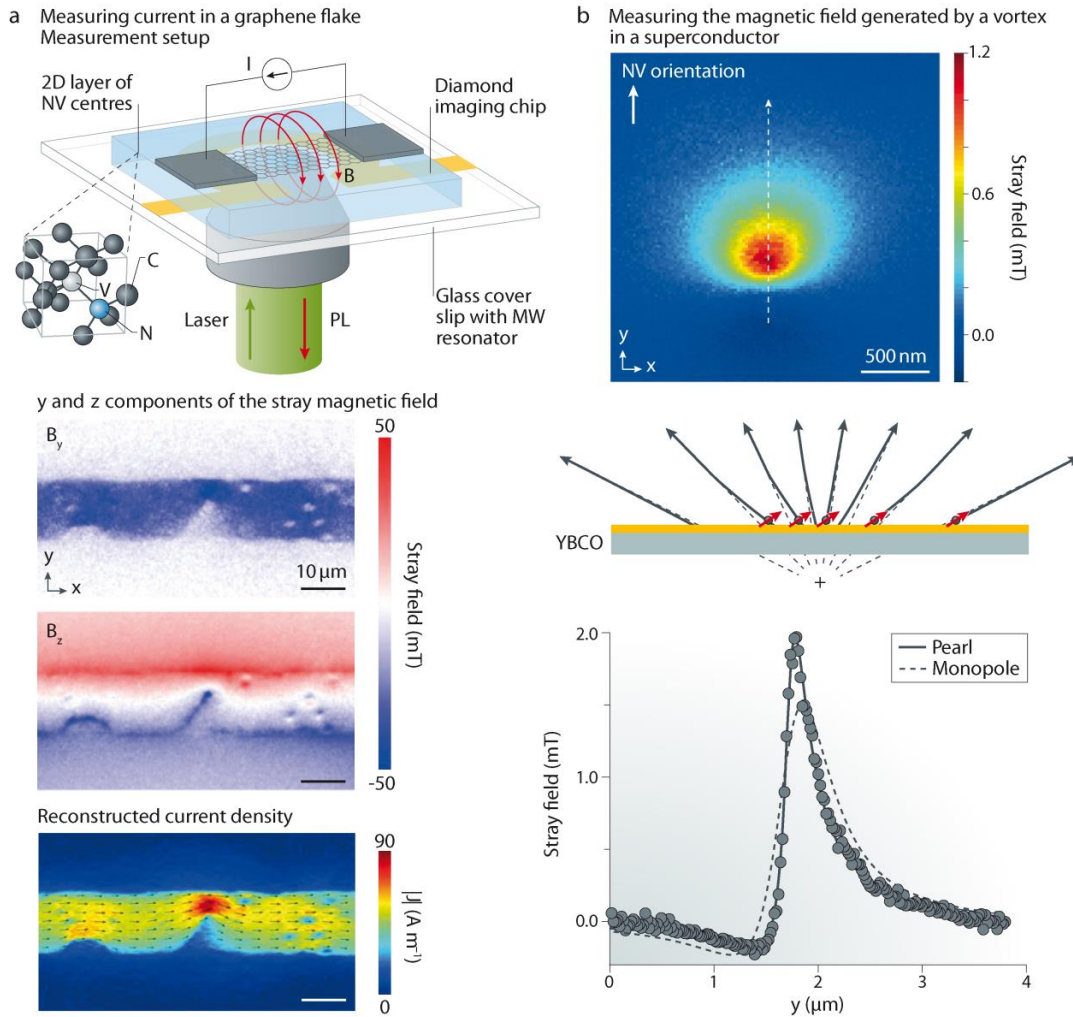 a Measuring current in a graphene flake
Measurement setup
I
2D layer of
NV centres
Diamond
imaging chip
B
C
V
N
Laser
PL
Glass cover
slip with MW
resonator
y and z components of the stray magnetic field
B_y
y
x
10 μm
B_z
50
Stray field (mT)
-50
Reconstructed current density
90
|J| (A m⁻¹)
0
b Measuring the magnetic field generated by a vortex
in a superconductor
NV orientation
y
x
500 nm
1.2
0.6
0.0
Stray field (mT)
YBCO
+
2.0
1.0
0.0
Stray field (mT)
Pearl
Monopole
0 1 2 3 4
y (μm)